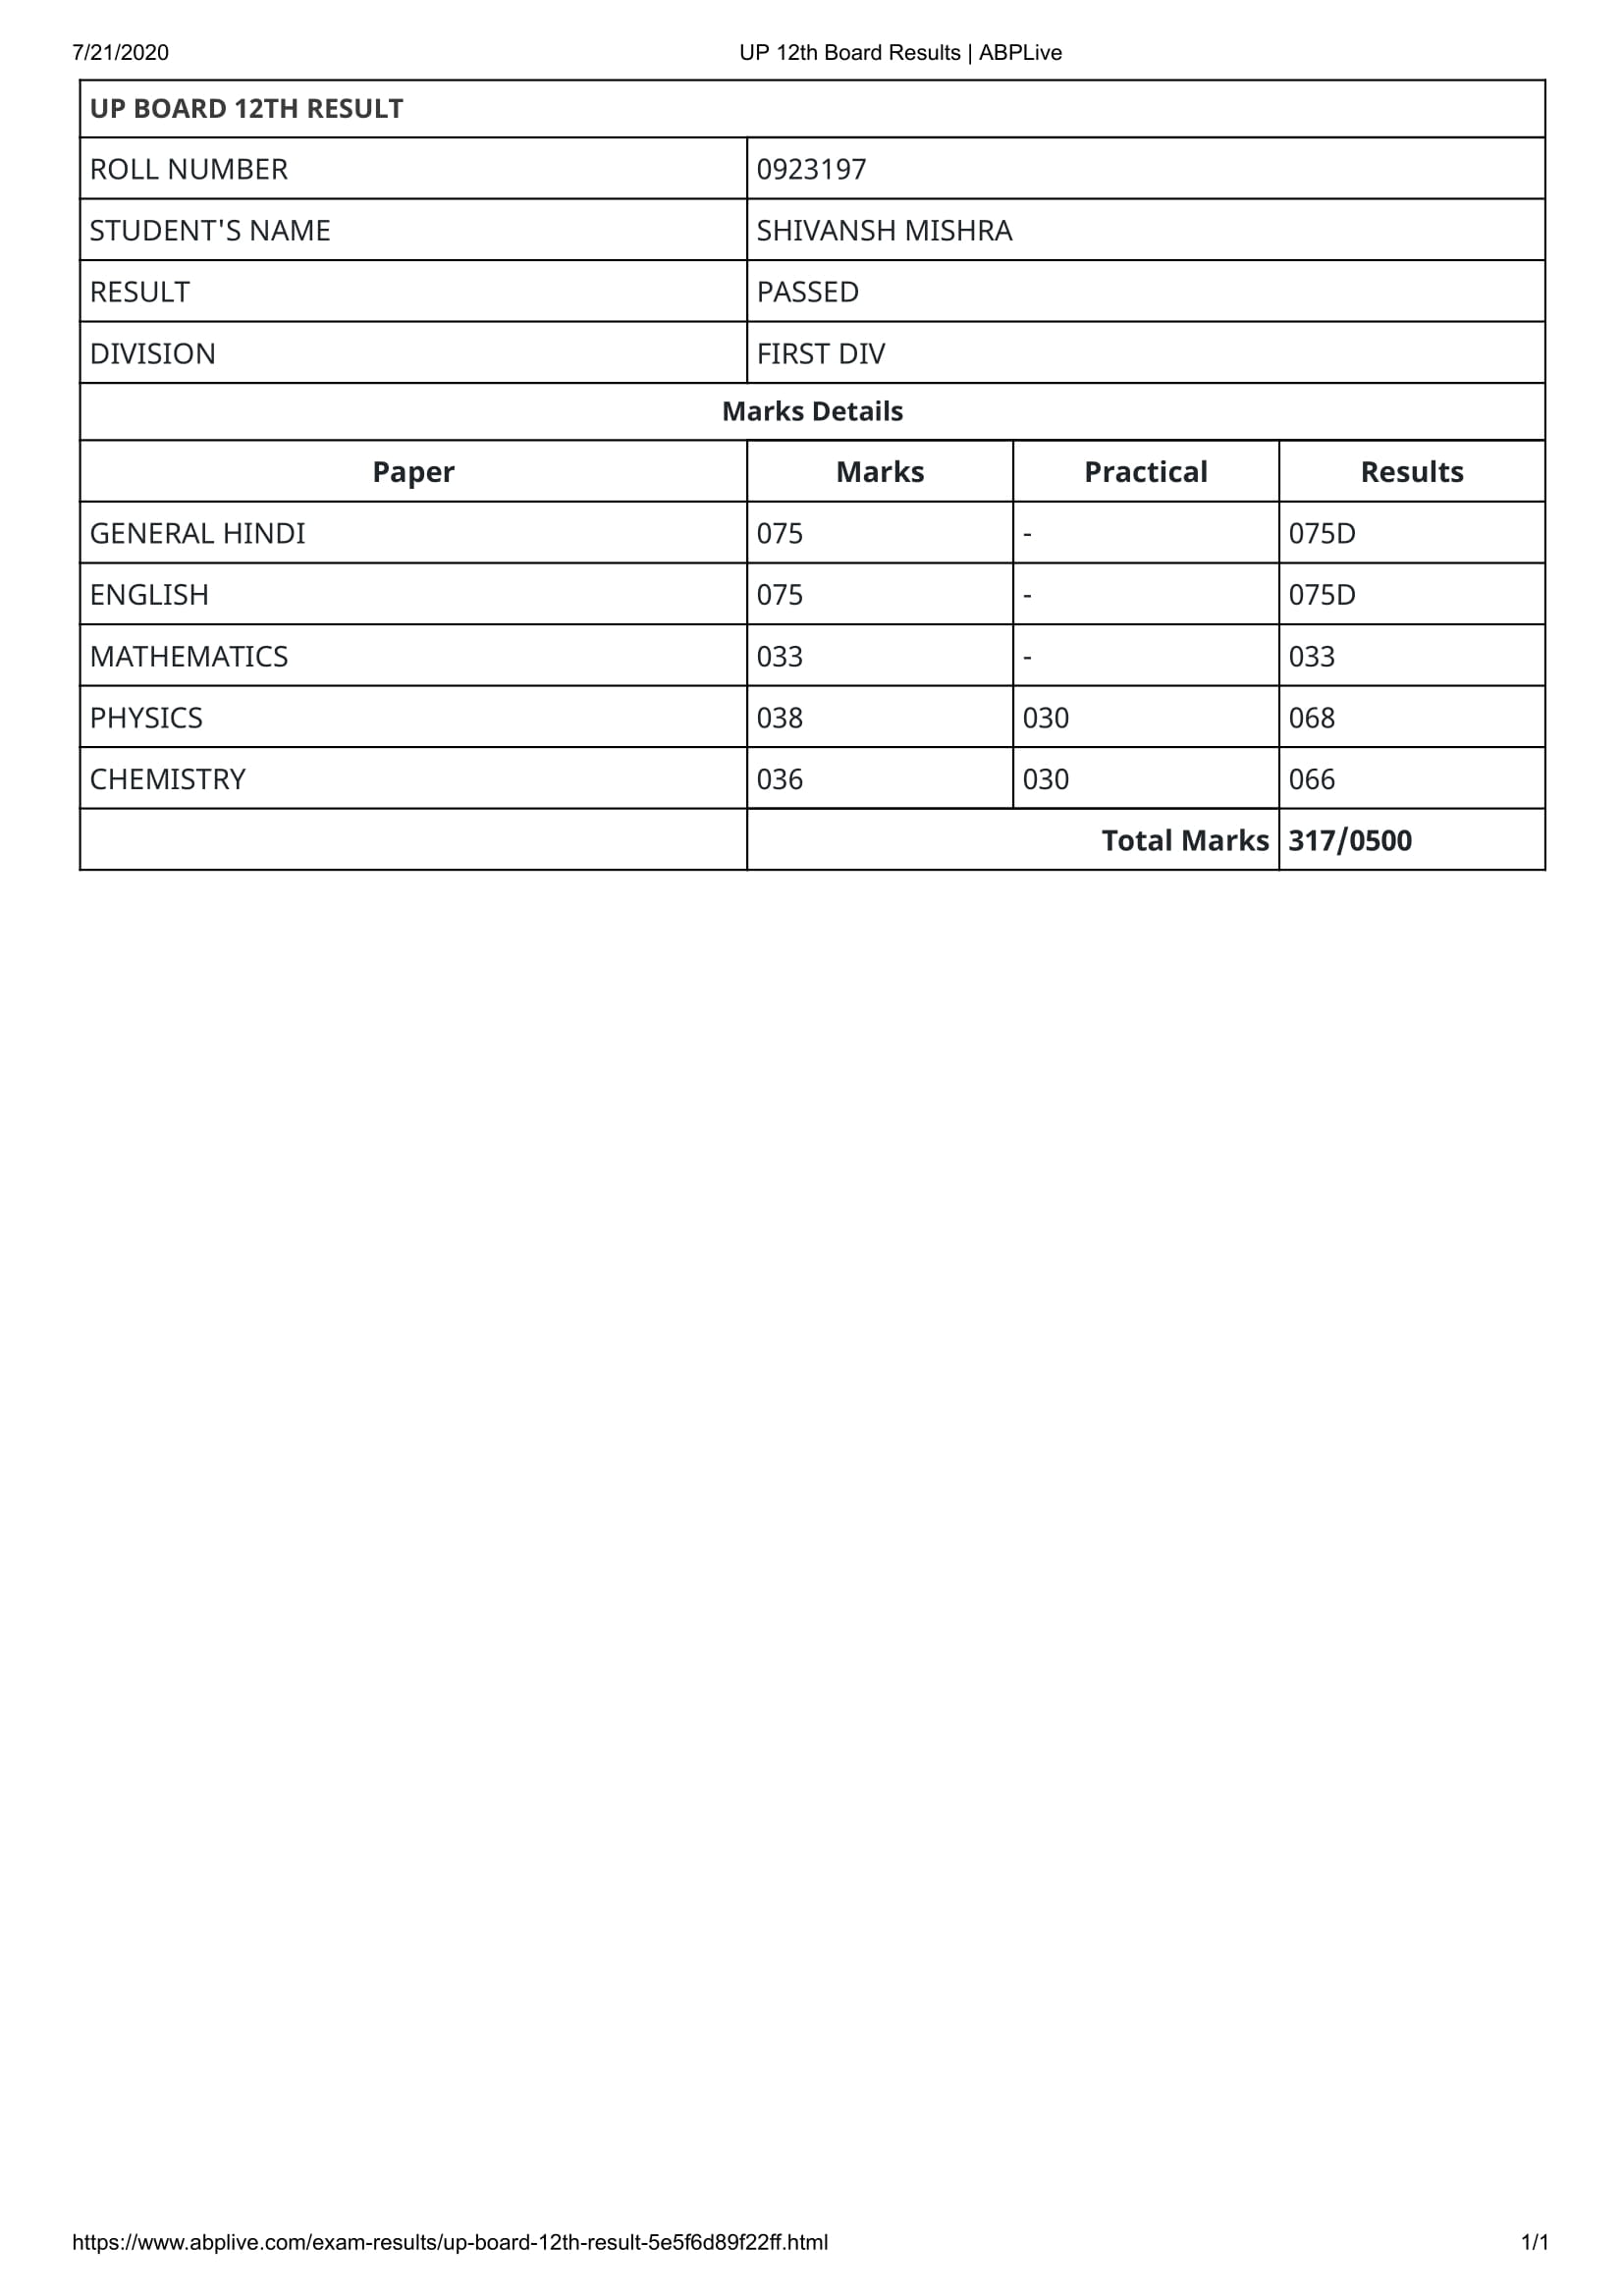 7/21/2020 UP 12th Board Results | ABPLive
UP BOARD 12TH RESULT
ROLL NUMBER 0923197
STUDENT'S NAME SHIVANSH MISHRA
RESULT PASSED
DIVISION FIRST DIV
Marks Details
Paper Marks Practical Results
GENERAL HINDI 075 - 075D
ENGLISH 075 - 075D
MATHEMATICS 033 - 033
PHYSICS 038 030 068
CHEMISTRY 036 030 066
Total Marks 317/0500
https://www.abplive.com/exam-results/up-board-12th-result-5e5f6d89f22ff.html 1/1